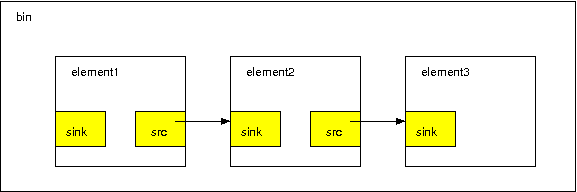 bin
element1
element2
element3
sink
src
sink
src
sink